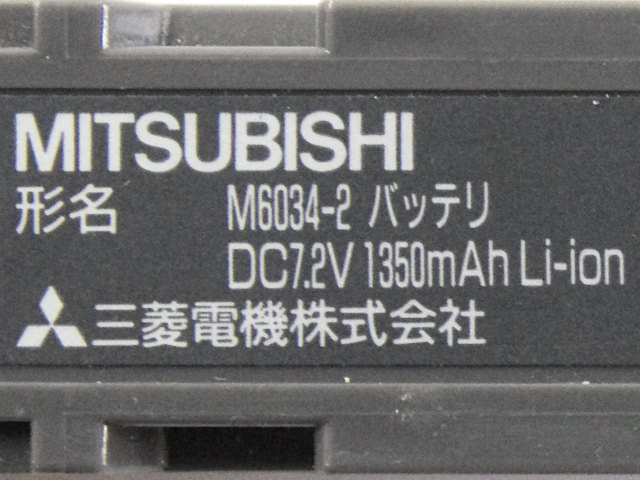 MITSUBISHI
形名 M6034-2 バッテリ
DC7.2V 1350mAh Li-ion
三菱電機株式会社